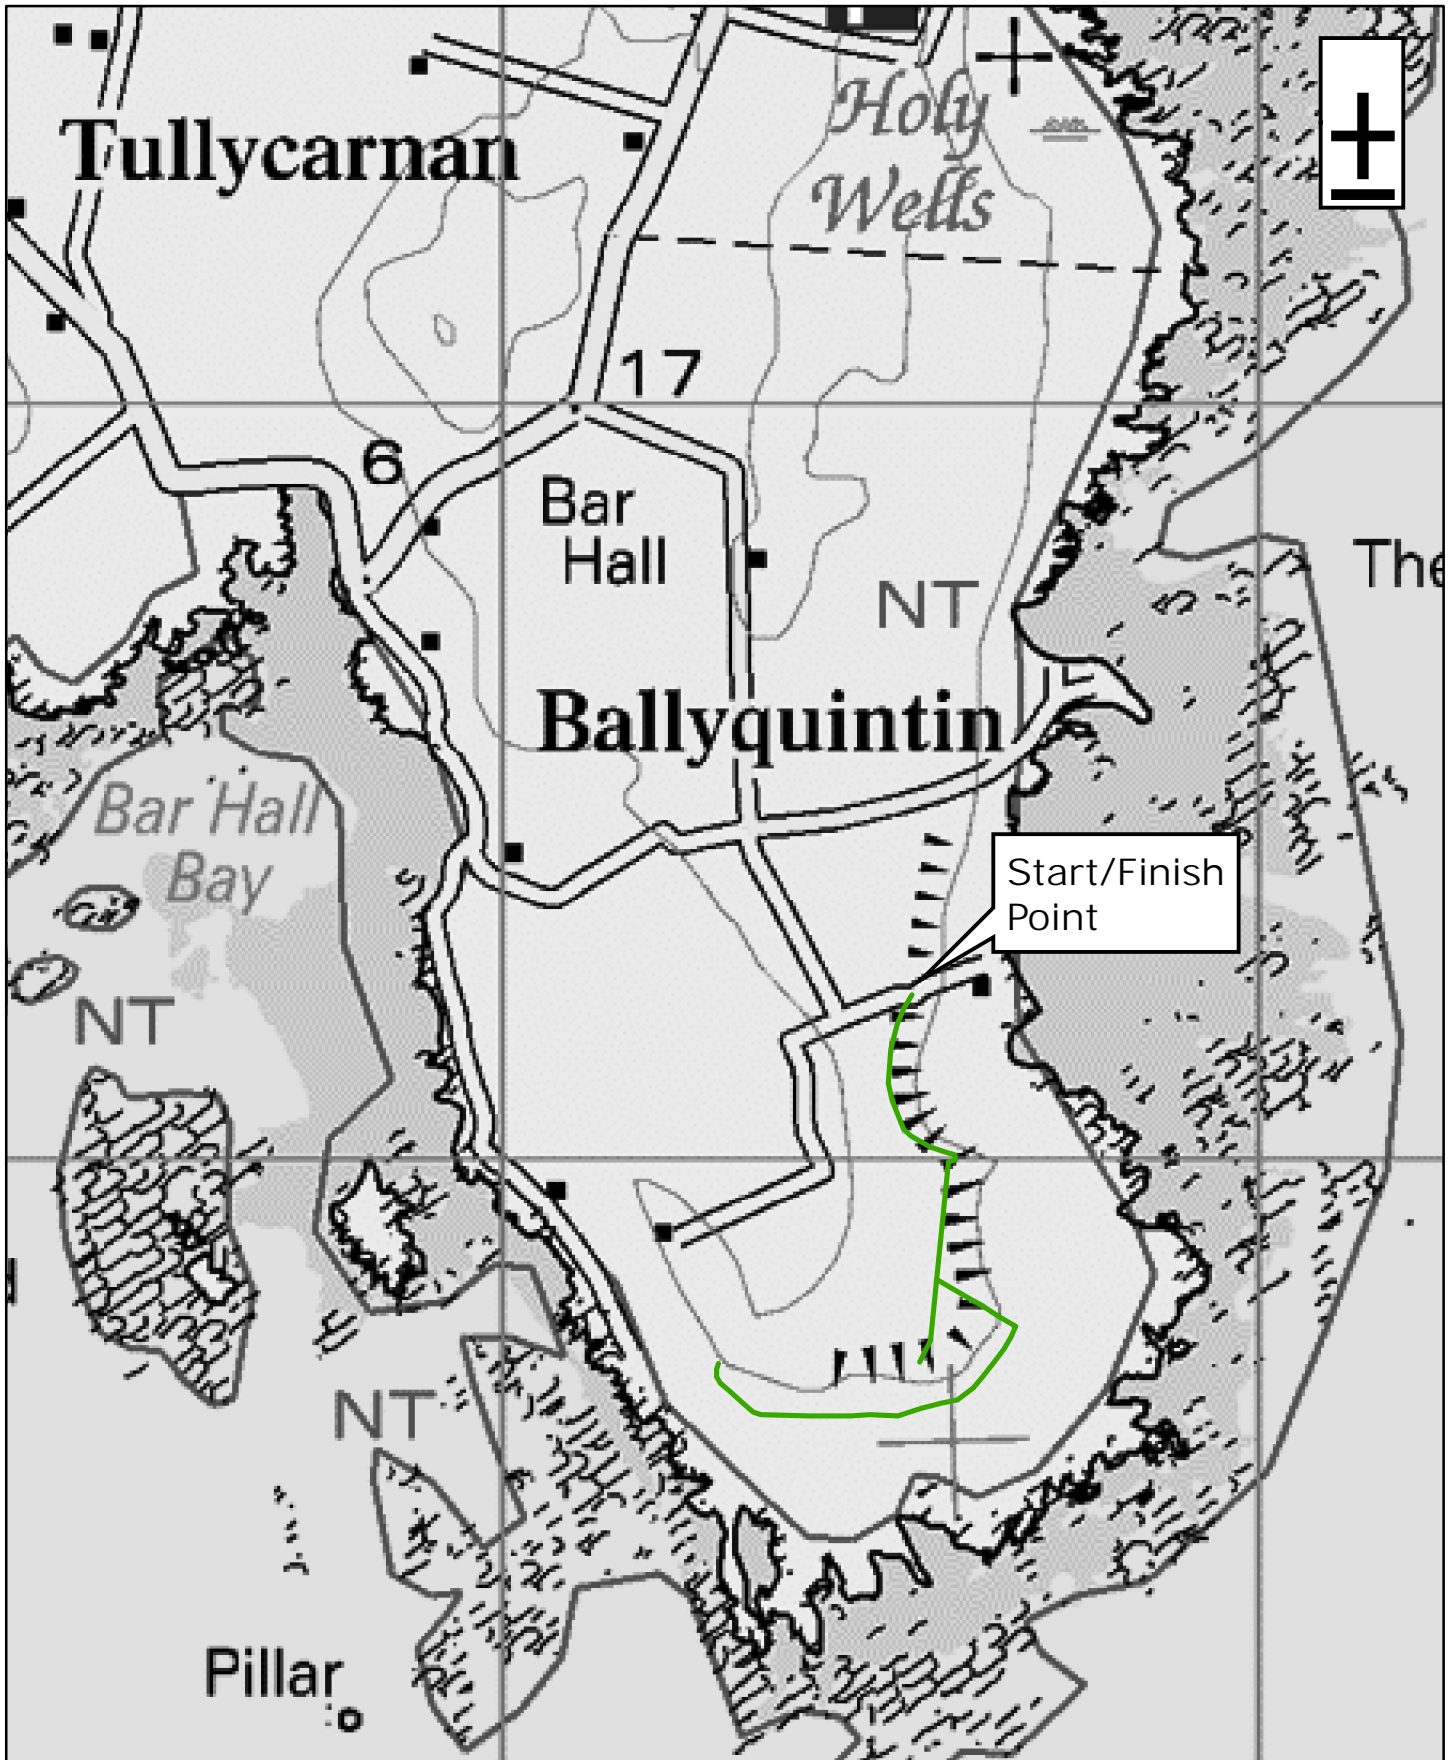 Holy
Wells
Tullycarnan
17
6
Bar
Hall
The
NT
Ballyquintin
Bar Hall
Bay
Start/Finish
Point
NT
NT
Pillar